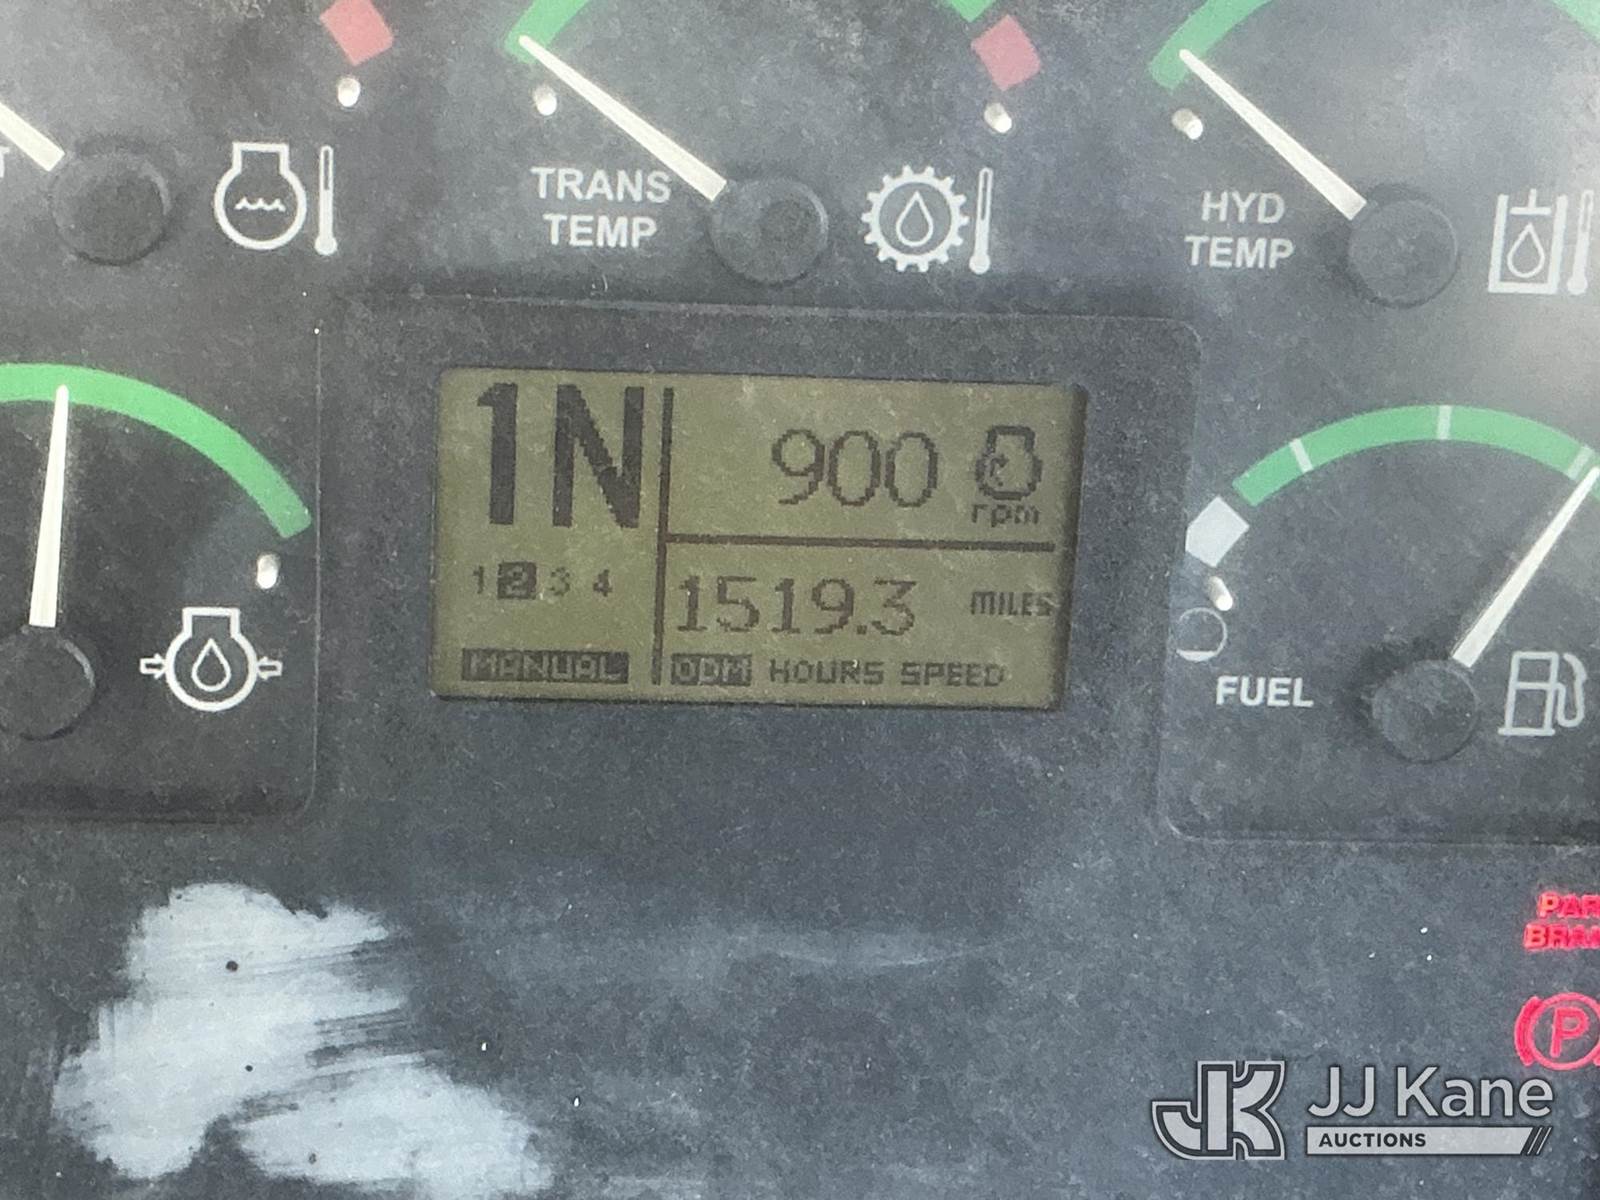 TRANS
TEMP
HYD
TEMP
1N
900
rpm
1 2 3 4
1519.3 MILES
MANUAL
ODM HOURS SPEED
FUEL
P
JK JJ Kane
AUCTIONS